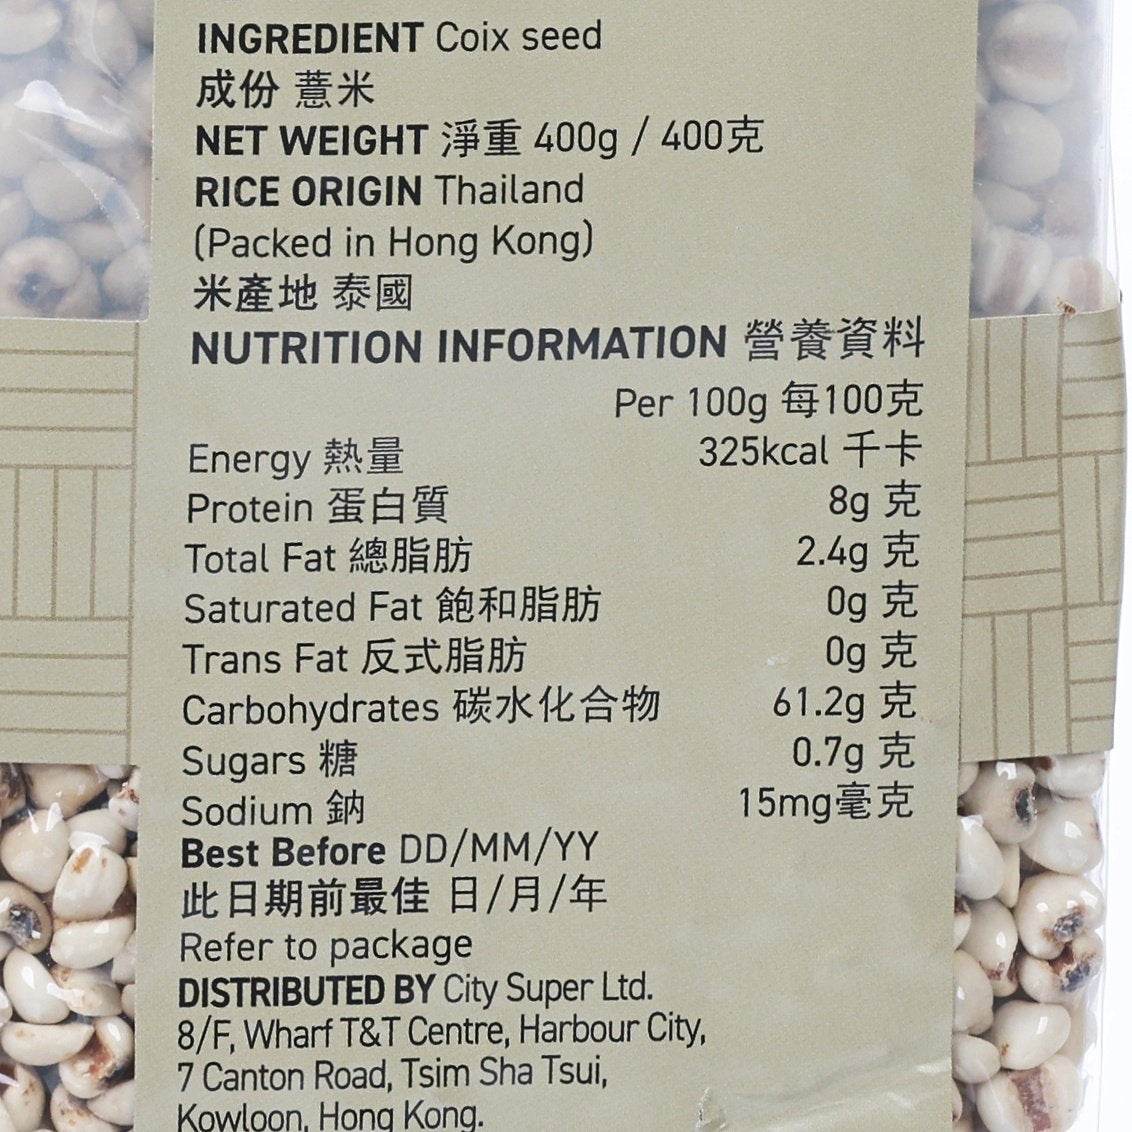 INGREDIENT Coix seed
成份 薏米
NET WEIGHT 淨重 400g / 400克
RICE ORIGIN Thailand
(Packed in Hong Kong)
米產地 泰國
NUTRITION INFORMATION 營養資料
Per 100g 每100克
Energy 熱量 325kcal 千卡
Protein 蛋白質 8g 克
Total Fat 總脂肪 2.4g 克
Saturated Fat 飽和脂肪 0g 克
Trans Fat 反式脂肪 0g 克
Carbohydrates 碳水化合物 61.2g 克
Sugars 糖 0.7g 克
Sodium 鈉 15mg毫克
Best Before DD/MM/YY
此日期前最佳 日/月/年
Refer to package
DISTRIBUTED BY City Super Ltd.
8/F, Wharf T&T Centre, Harbour City,
7 Canton Road, Tsim Sha Tsui,
Kowloon, Hong Kong.